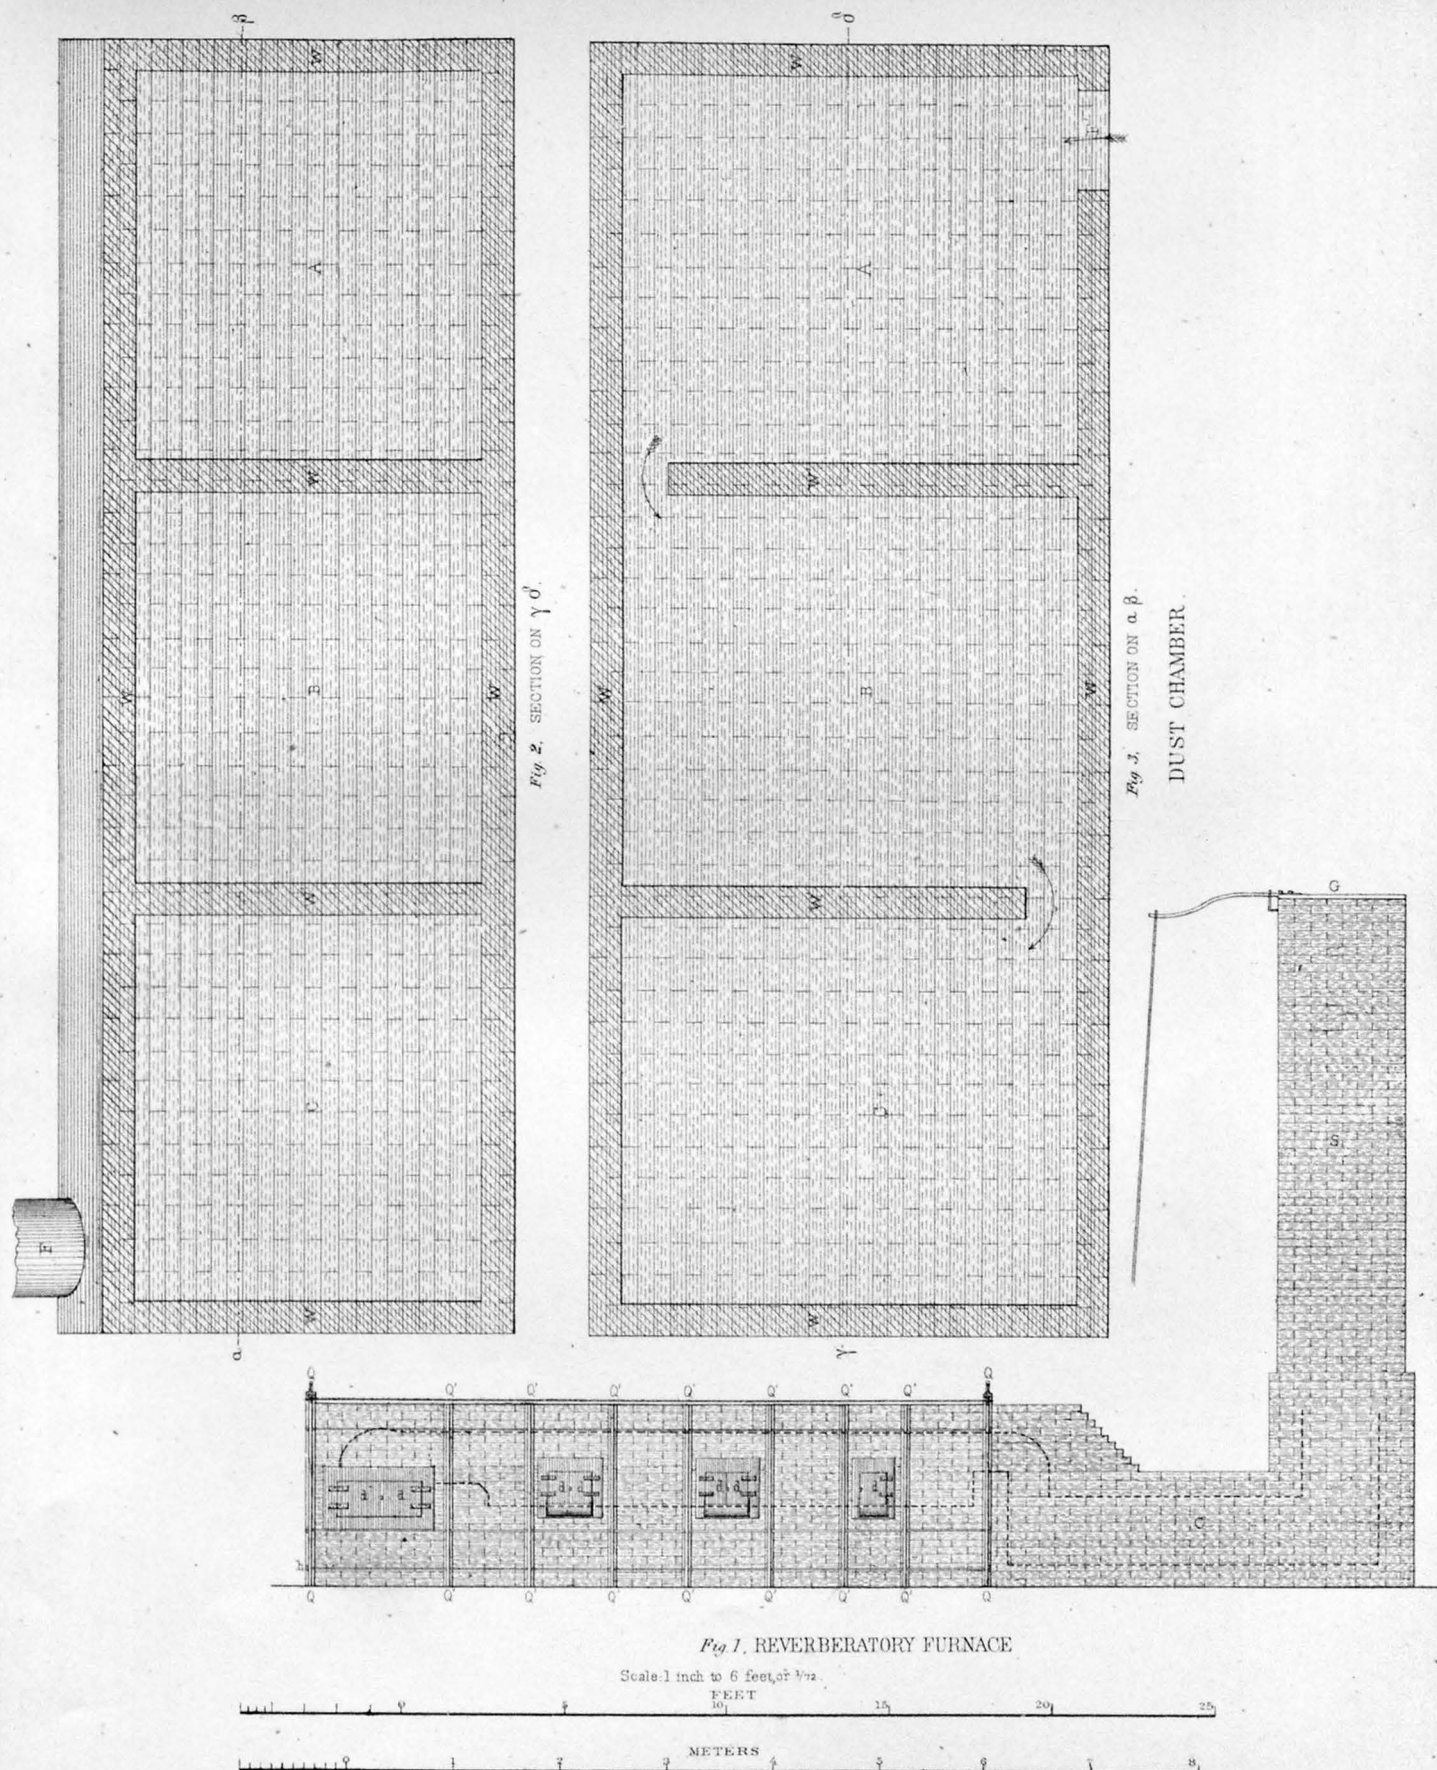 β
δ
W
W
A
A
E
W'
W'
Fig. 2. SECTION ON γ δ.
Fig 3. SECTION ON α β.
DUST CHAMBER.
W
B
W
W
B
W
W'
W'
C
C
F
W
W
α
γ
G
S
Q Q' Q' Q' Q' Q' Q' Q' Q
a a
a a
a a
a
C
h
Q Q' Q' Q' Q' Q' Q' Q' Q
Fig 1. REVERBERATORY FURNACE
Scale: 1 inch to 6 feet, or 1/72.
FEET
0 5 10 15 20 25
METERS
0 1 2 3 4 5 6 7 8